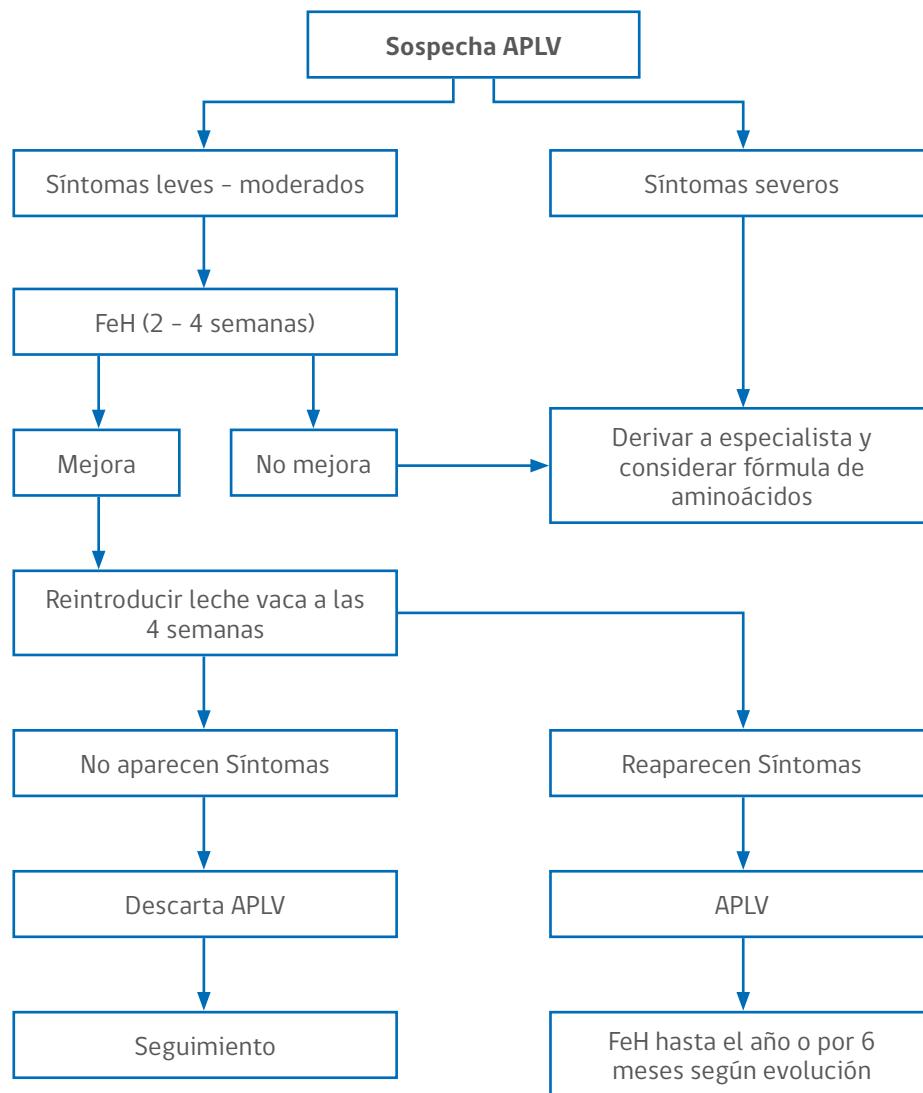 Sospecha APLV
Síntomas leves - moderados
Síntomas severos
FeH (2 - 4 semanas)
Mejora
No mejora
Derivar a especialista y
considerar fórmula de
aminoácidos
Reintroducir leche vaca a las
4 semanas
No aparecen Síntomas
Reaparecen Síntomas
Descarta APLV
APLV
Seguimiento
FeH hasta el año o por 6
meses según evolución